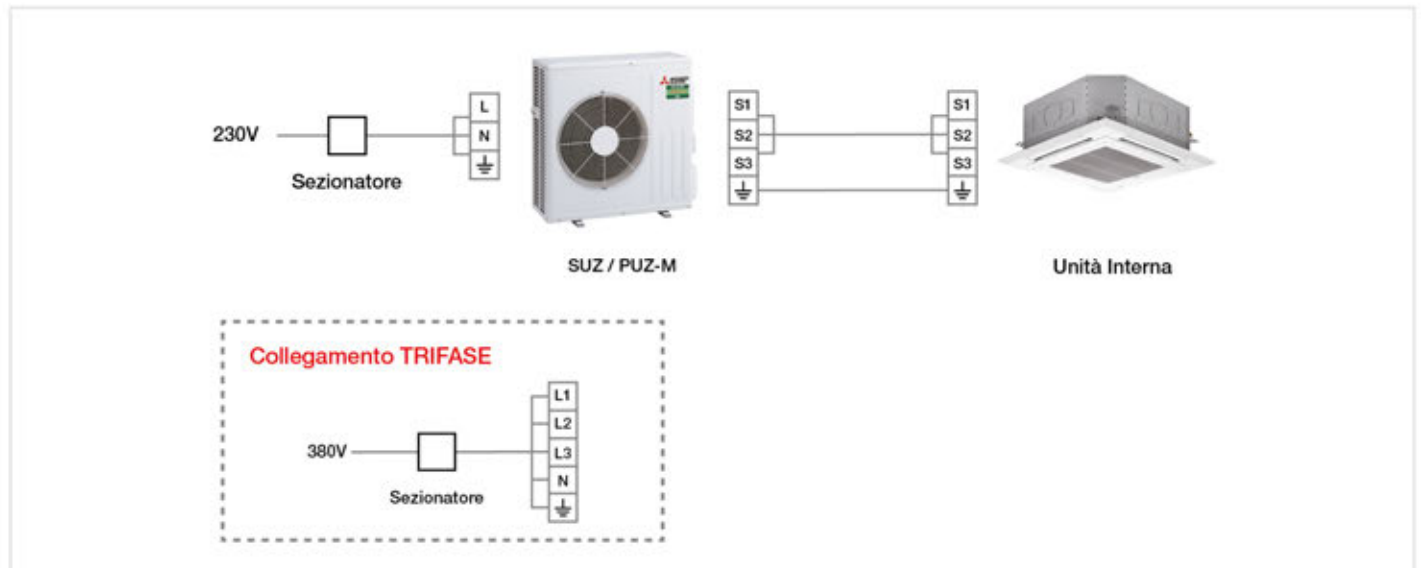 L
N
230V
Sezionatore
S1
S2
S3
S1
S2
S3
SUZ / PUZ-M
Unità Interna
Collegamento TRIFASE
L1
L2
L3
N
380V
Sezionatore